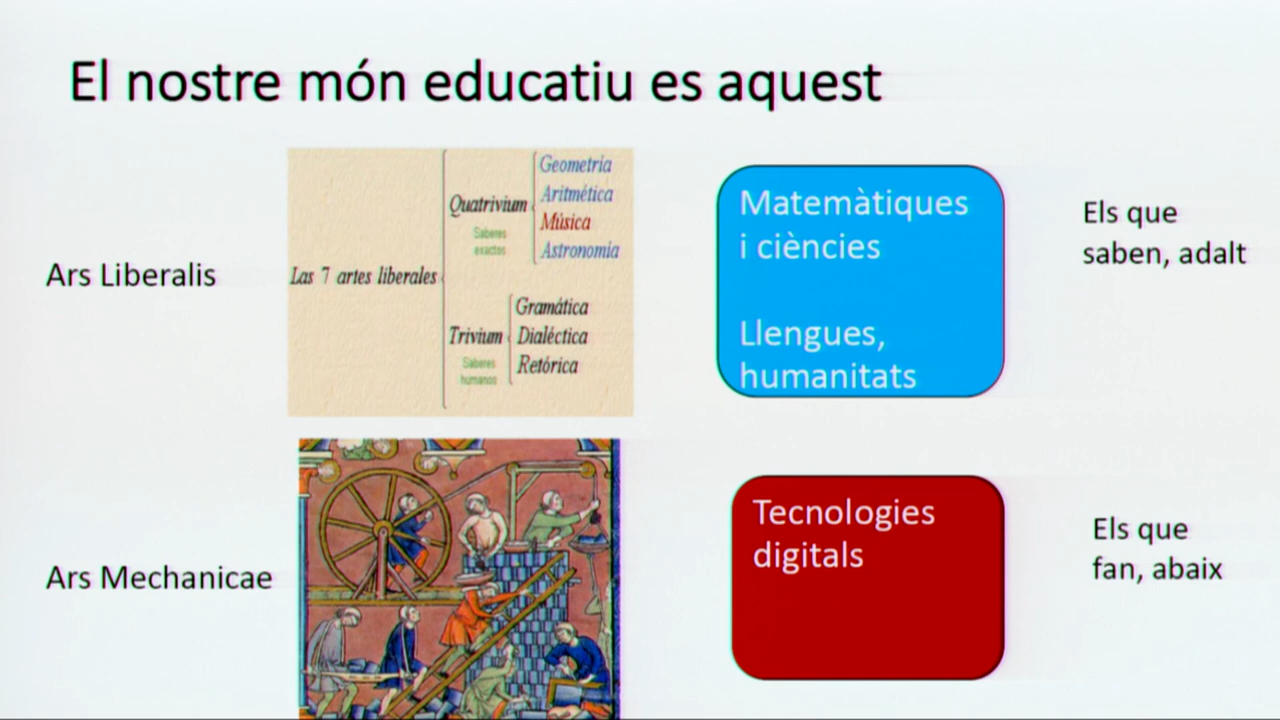 El nostre món educatiu es aquest
Ars Liberalis
Las 7 artes liberales
Quatrivium
Saberes
exactos
Geometría
Aritmética
Música
Astronomía
Trivium
Saberes
humanos
Gramática
Dialéctica
Retórica
Matemàtiques
i ciències
Llengues,
humanitats
Els que
saben, adalt
Ars Mechanicae
Tecnologies
digitals
Els que
fan, abaix